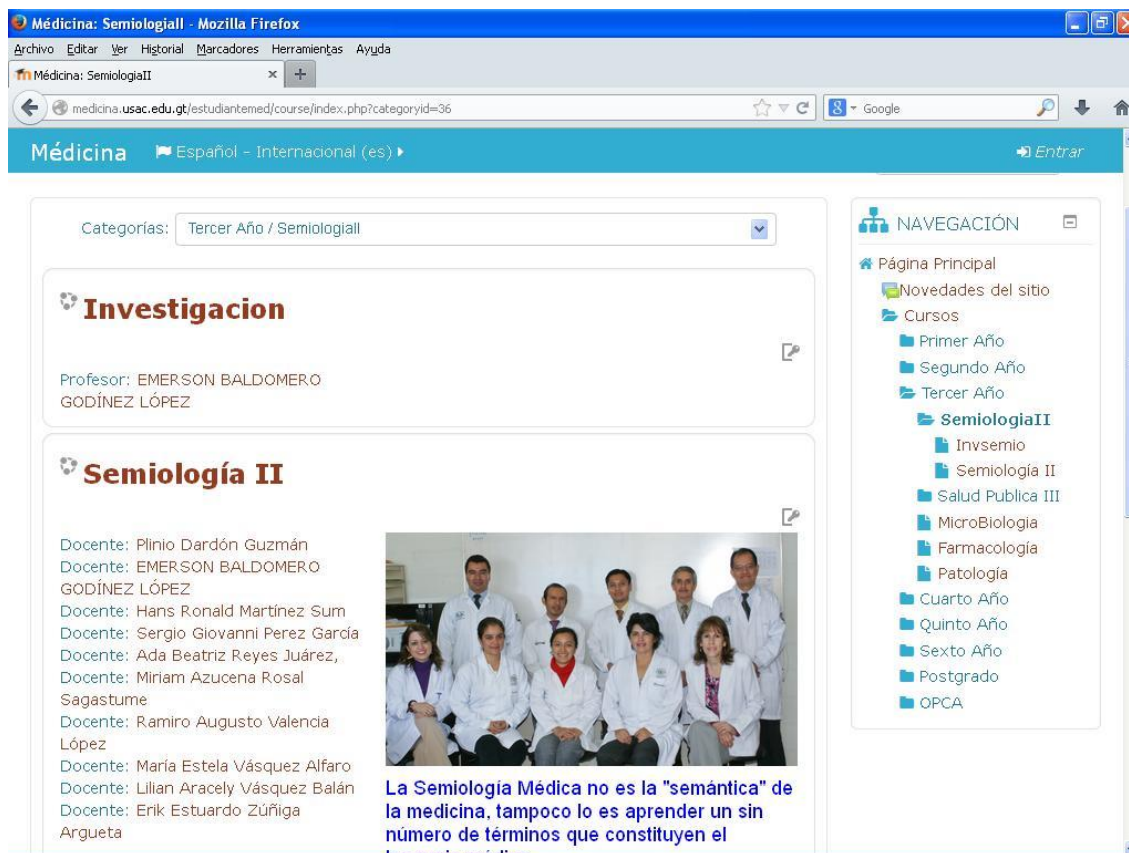 Médicina: SemiologiaII - Mozilla Firefox
Archivo Editar Ver Historial Marcadores Herramientas Ayuda
Médicina: SemiologiaII
medicina.usac.edu.gt/estudiantemed/course/index.php?categoryid=36
Google
Médicina Español - Internacional (es) Entrar
Categorías: Tercer Año / SemiologiaII
Investigacion
Profesor: EMERSON BALDOMERO
GODÍNEZ LÓPEZ
Semiología II
Docente: Plinio Dardón Guzmán
Docente: EMERSON BALDOMERO
GODÍNEZ LÓPEZ
Docente: Hans Ronald Martínez Sum
Docente: Sergio Giovanni Perez García
Docente: Ada Beatriz Reyes Juárez,
Docente: Miriam Azucena Rosal
Sagastume
Docente: Ramiro Augusto Valencia
López
Docente: María Estela Vásquez Alfaro
Docente: Lilian Aracely Vásquez Balán
Docente: Erik Estuardo Zúñiga
Argueta
La Semiología Médica no es la "semántica" de
la medicina, tampoco lo es aprender un sin
número de términos que constituyen el
NAVEGACIÓN
Página Principal
Novedades del sitio
Cursos
Primer Año
Segundo Año
Tercer Año
SemiologiaII
Invsemio
Semiología II
Salud Publica III
MicroBiologia
Farmacología
Patología
Cuarto Año
Quinto Año
Sexto Año
Postgrado
OPCA